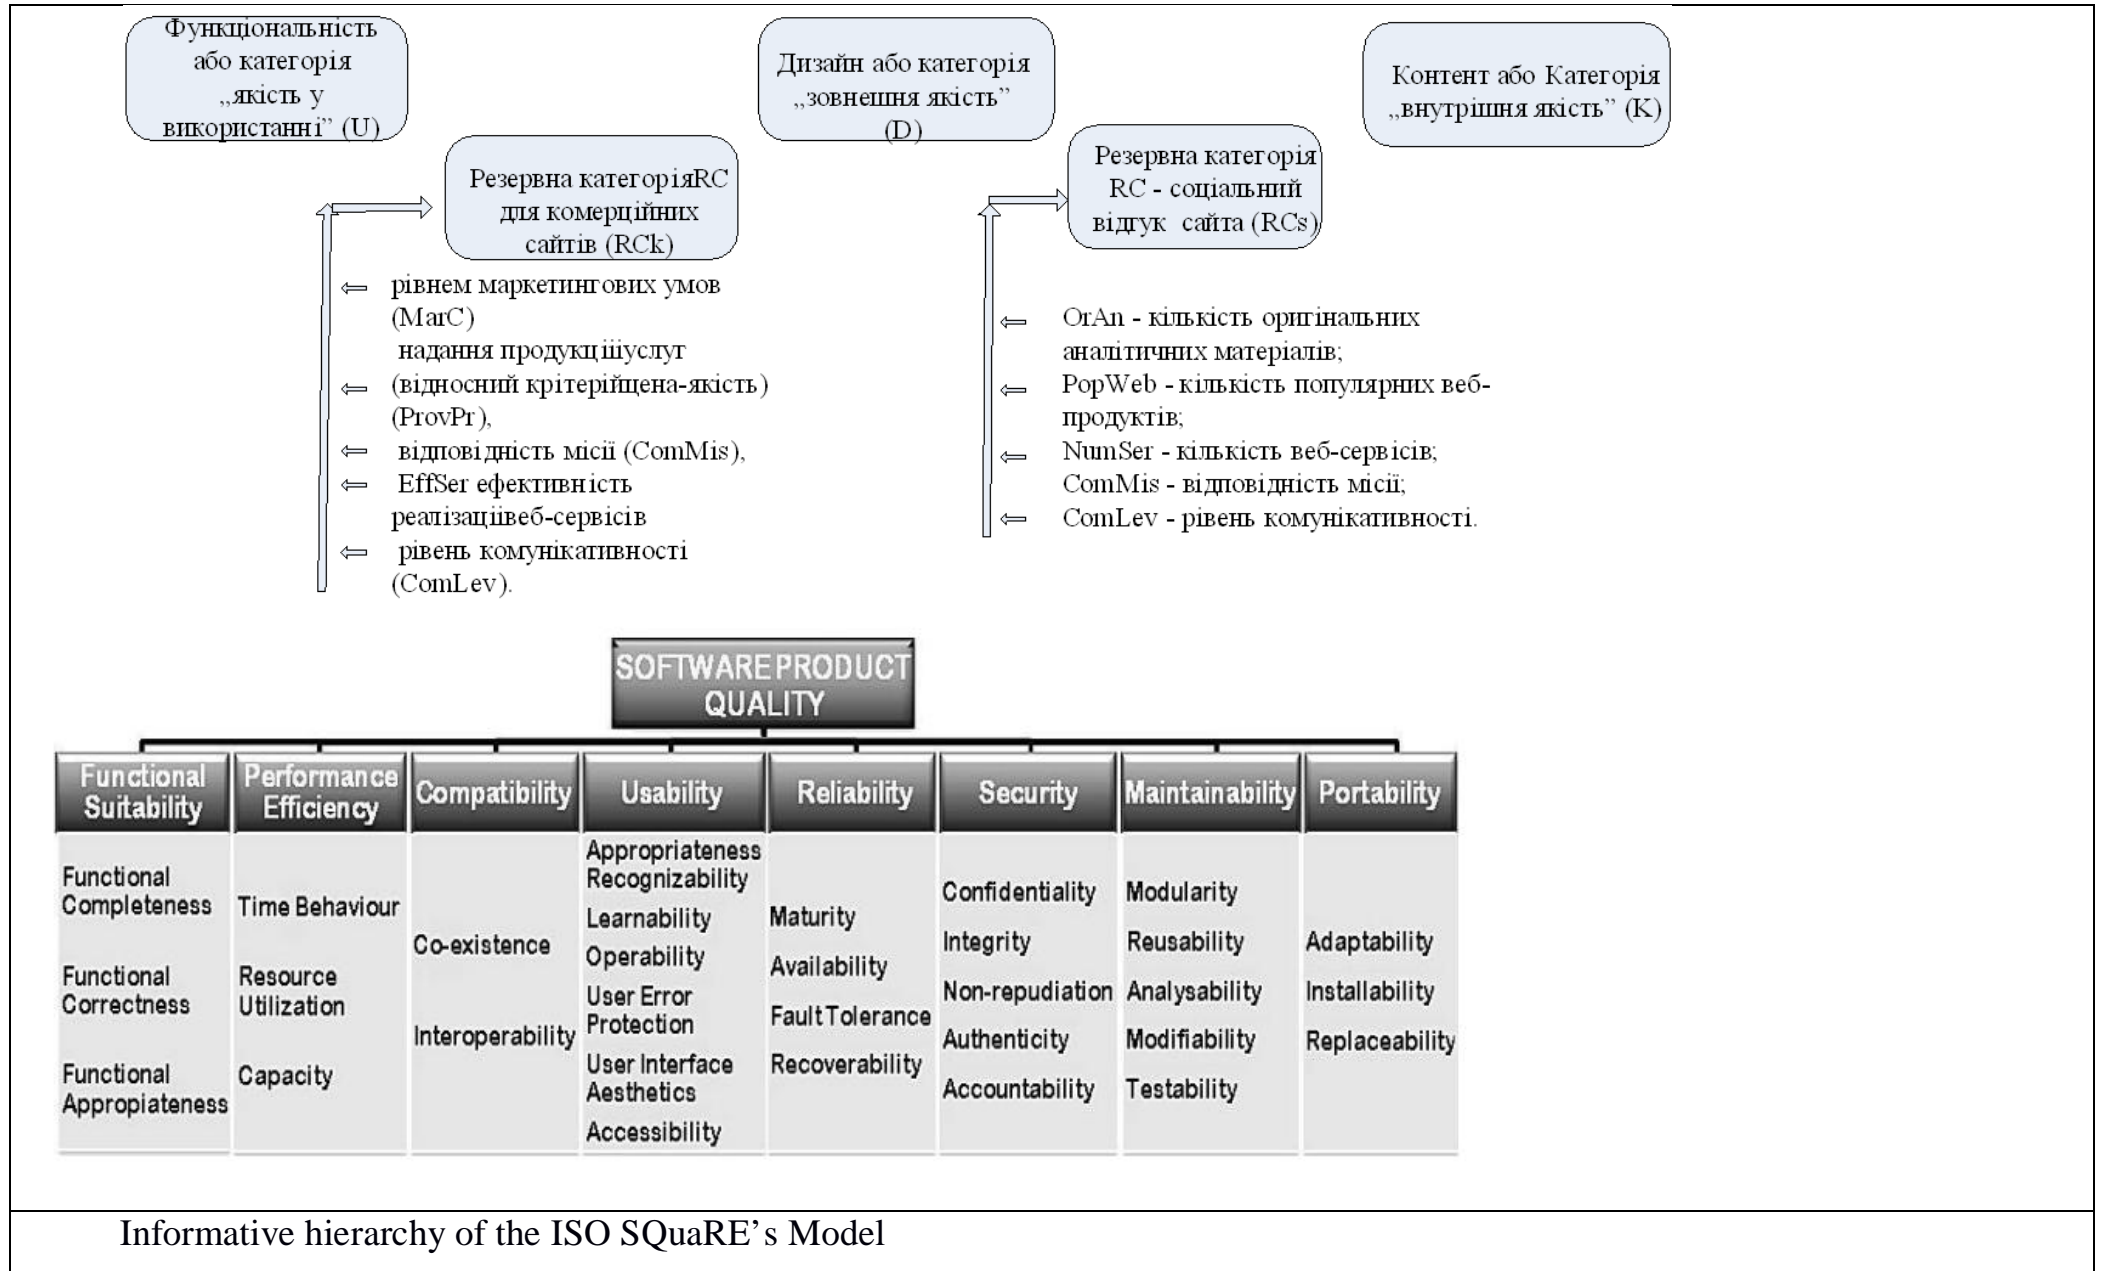 Функціональність
або категорія
„якість у
використанні” (U)
Дизайн або категорія
„зовнешня якість”
(D)
Контент або Категорія
„внутрішня якість” (K)
Резервна категоріяRC
для комерційних
сайтів (RCk)
Резервна категорія
RC - соціальний
відгук сайта (RCs)
рівнем маркетингових умов
(MarC)
надання продукціїіуслуг
(відносний крітерійцена-якість)
(ProvPr),
відповідність місії (ComMis),
EffSer ефективність
реалізаціївеб-сервісів
рівень комунікативності
(ComLev).
OrAn - кількість оригінальних
аналітичних матеріалів;
PopWeb - кількість популярних веб-
продуктів;
NumSer - кількість веб-сервісів;
ComMis - відповідність місії;
ComLev - рівень комунікативності.
SOFTWARE PRODUCT
QUALITY
Functional
Suitability
Performance
Efficiency
Compatibility
Usability
Reliability
Security
Maintainability
Portability
Functional
Completeness
Functional
Correctness
Functional
Appropiateness
Time Behaviour
Resource
Utilization
Capacity
Co-existence
Interoperability
Appropriateness
Recognizability
Learnability
Operability
User Error
Protection
User Interface
Aesthetics
Accessibility
Maturity
Availability
Fault Tolerance
Recoverability
Confidentiality
Integrity
Non-repudiation
Authenticity
Accountability
Modularity
Reusability
Analysability
Modifiability
Testability
Adaptability
Installability
Replaceability
Informative hierarchy of the ISO SQuaRE’s Model